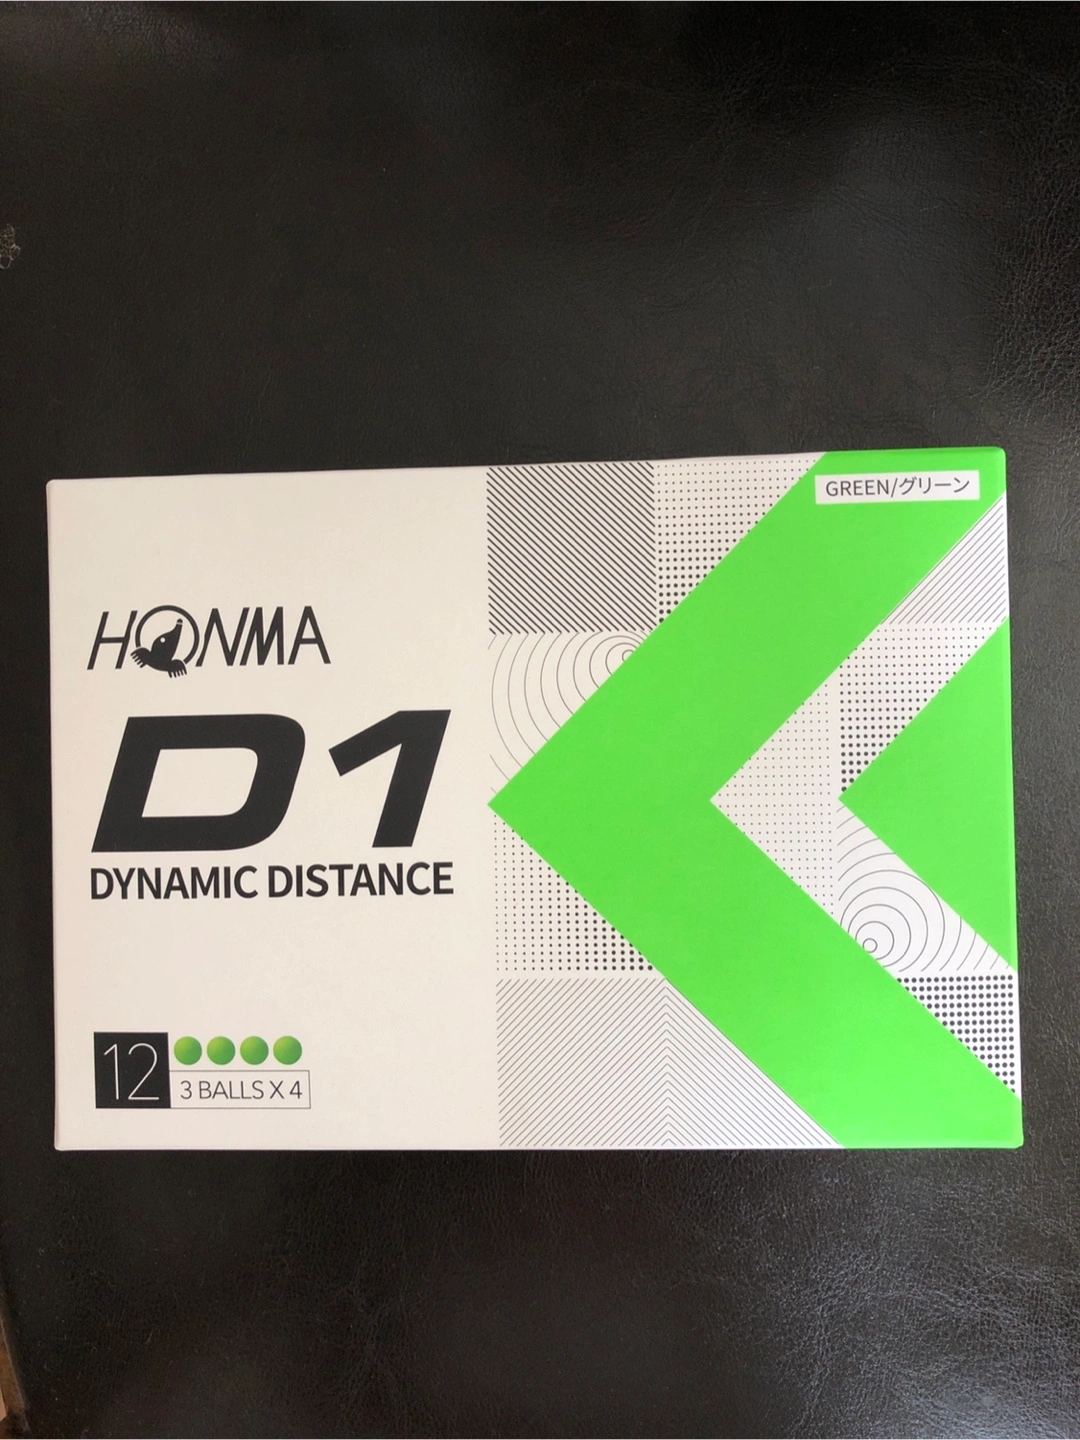 GREEN/グリーン
HONMA
D1
DYNAMIC DISTANCE
12
3 BALLS X 4